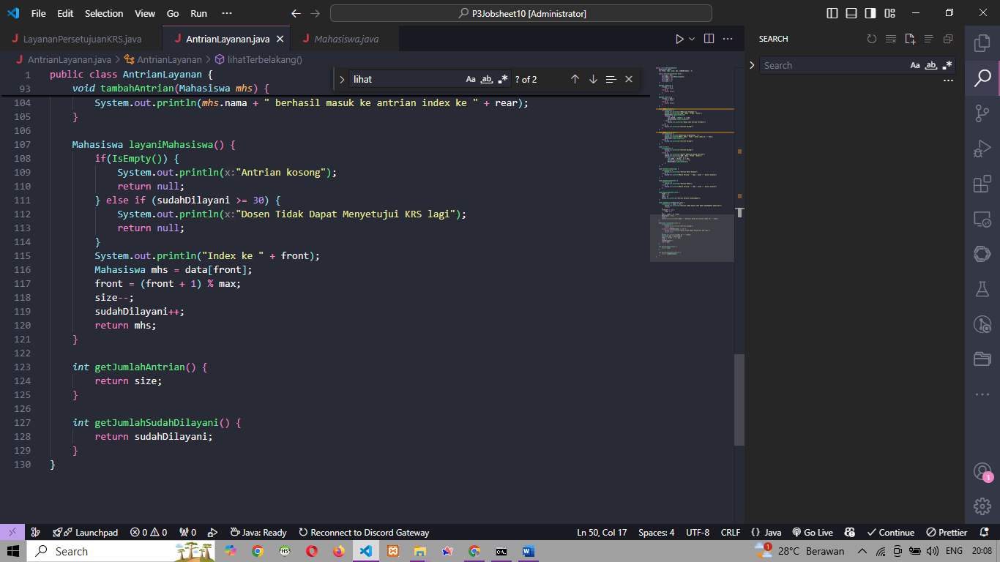 File Edit Selection View Go Run ··· P3Jobsheet10 [Administrator]
LayananPersetujuanKRS.java AntrianLayanan.java Mahasiswa.java
AntrianLayanan.java > AntrianLayanan > lihatTerbelakang()
lihat Aa ab .* ? of 2
SEARCH
Search Aa ab .*
1 public class AntrianLayanan {
93 void tambahAntrian(Mahasiswa mhs) {
104 System.out.println(mhs.nama + " berhasil masuk ke antrian index ke " + rear);
105 }
106
107 Mahasiswa layaniMahasiswa() {
108 if(IsEmpty()) {
109 System.out.println(x:"Antrian kosong");
110 return null;
111 } else if (sudahDilayani >= 30) {
112 System.out.println(x:"Dosen Tidak Dapat Menyetujui KRS lagi");
113 return null;
114 }
115 System.out.println("Index ke " + front);
116 Mahasiswa mhs = data[front];
117 front = (front + 1) % max;
118 size--;
119 sudahDilayani++;
120 return mhs;
121 }
122
123 int getJumlahAntrian() {
124 return size;
125 }
126
127 int getJumlahSudahDilayani() {
128 return sudahDilayani;
129 }
130 }
1
Launchpad 0 0 0 Java: Ready Reconnect to Discord Gateway Ln 50, Col 17 Spaces: 4 UTF-8 CRLF {} Java Go Live Continue Prettier
Search HS 1 28°C Berawan ENG 20:08